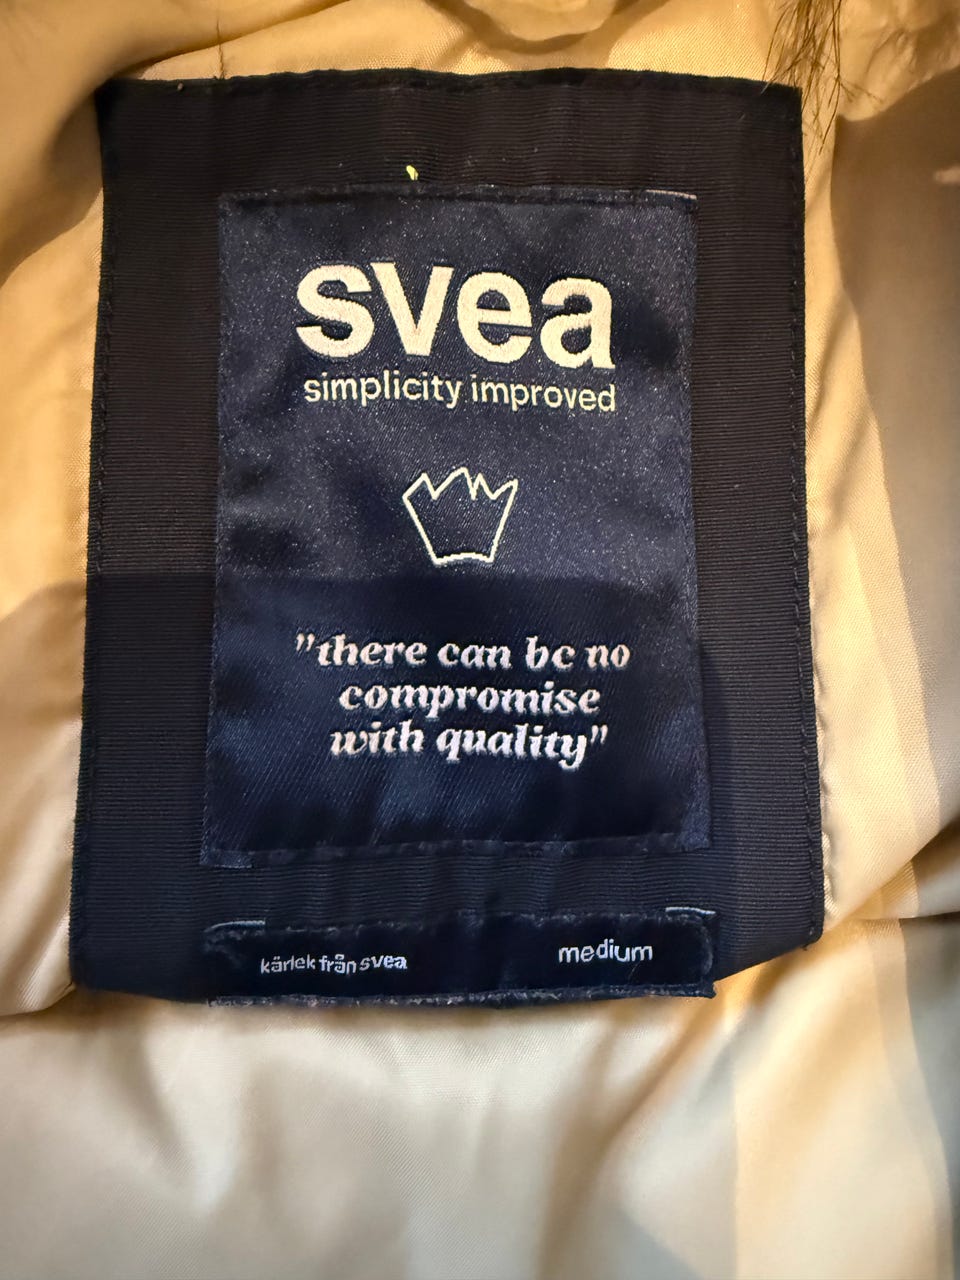 svea
simplicity improved
"there can be no
compromise
with quality"
kärlek från svea
medium